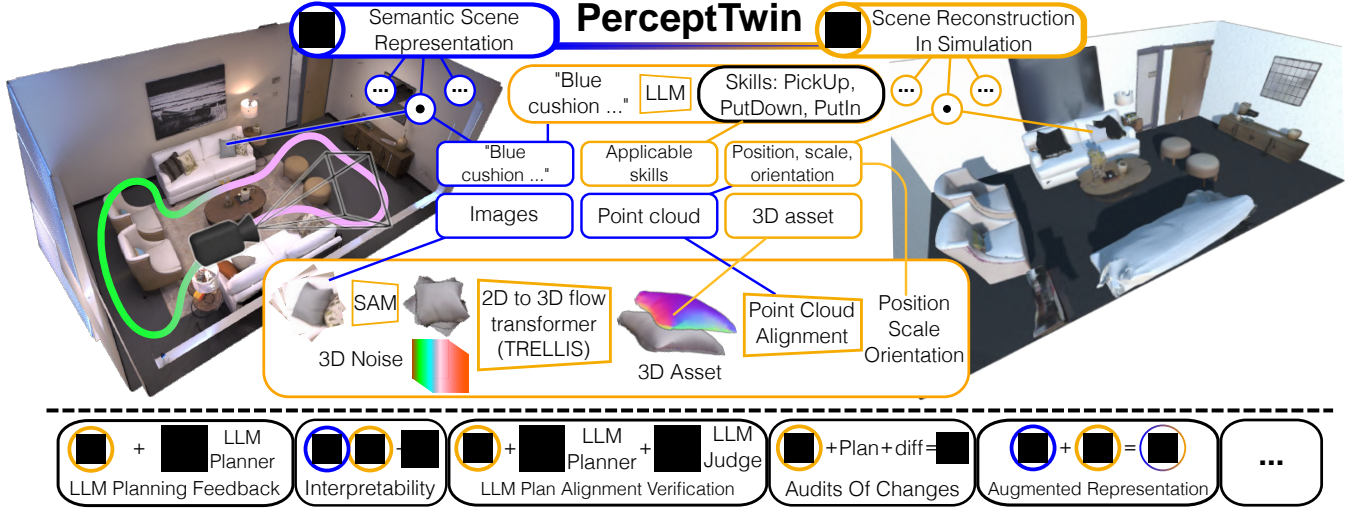 PerceptTwin
Semantic Scene
Representation
Scene Reconstruction
In Simulation
...
...
...
...
"Blue
cushion ..."
LLM
Skills: PickUp,
PutDown, PutIn
"Blue
cushion ..."
Applicable
skills
Position, scale,
orientation
Images
Point cloud
3D asset
SAM
2D to 3D flow
transformer
(TRELLIS)
3D Noise
3D Asset
Point Cloud
Alignment
Position
Scale
Orientation
+
LLM
Planner
LLM Planning Feedback
Interpretability
+
LLM
Planner
+
LLM
Judge
LLM Plan Alignment Verification
+Plan+diff=
Audits Of Changes
+ =
Augmented Representation
...